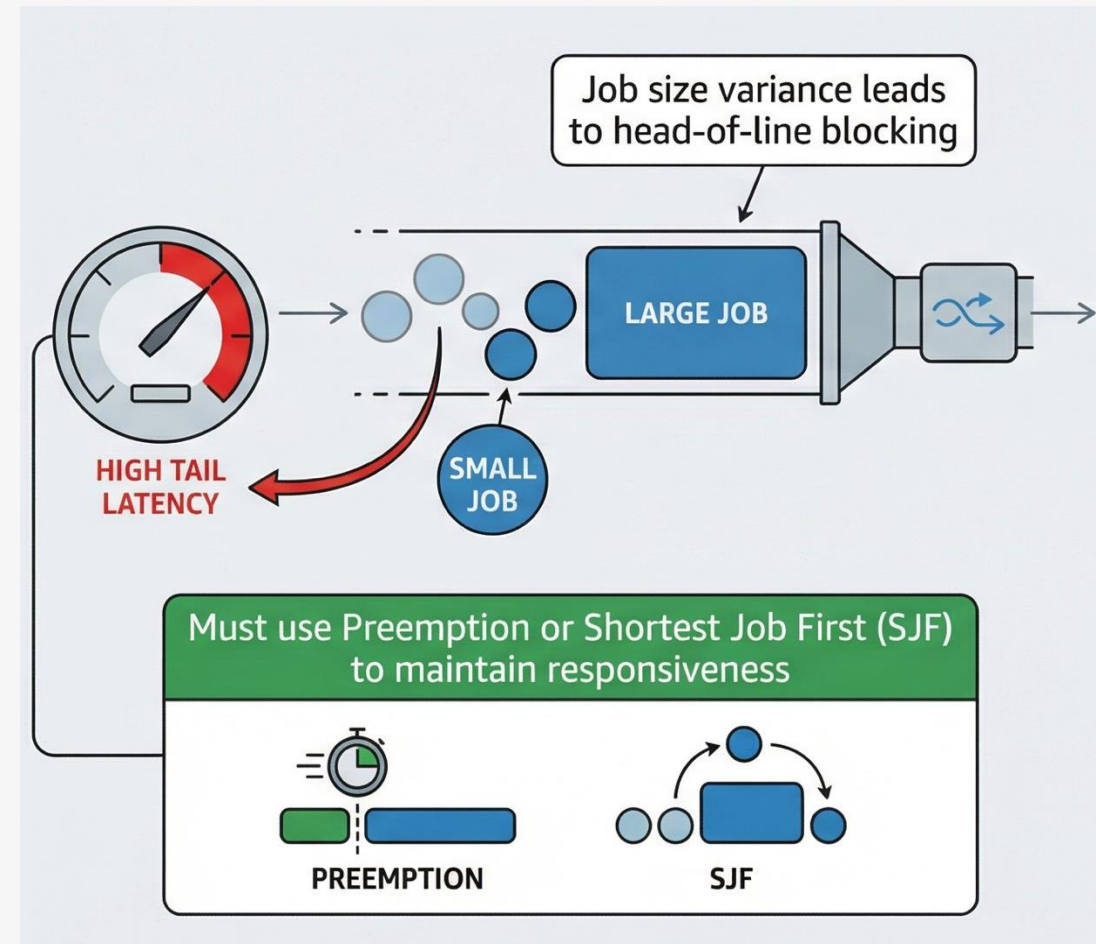 Job size variance leads
to head-of-line blocking
LARGE JOB
HIGH TAIL
LATENCY
SMALL
JOB
Must use Preemption or Shortest Job First (SJF)
to maintain responsiveness
PREEMPTION
SJF